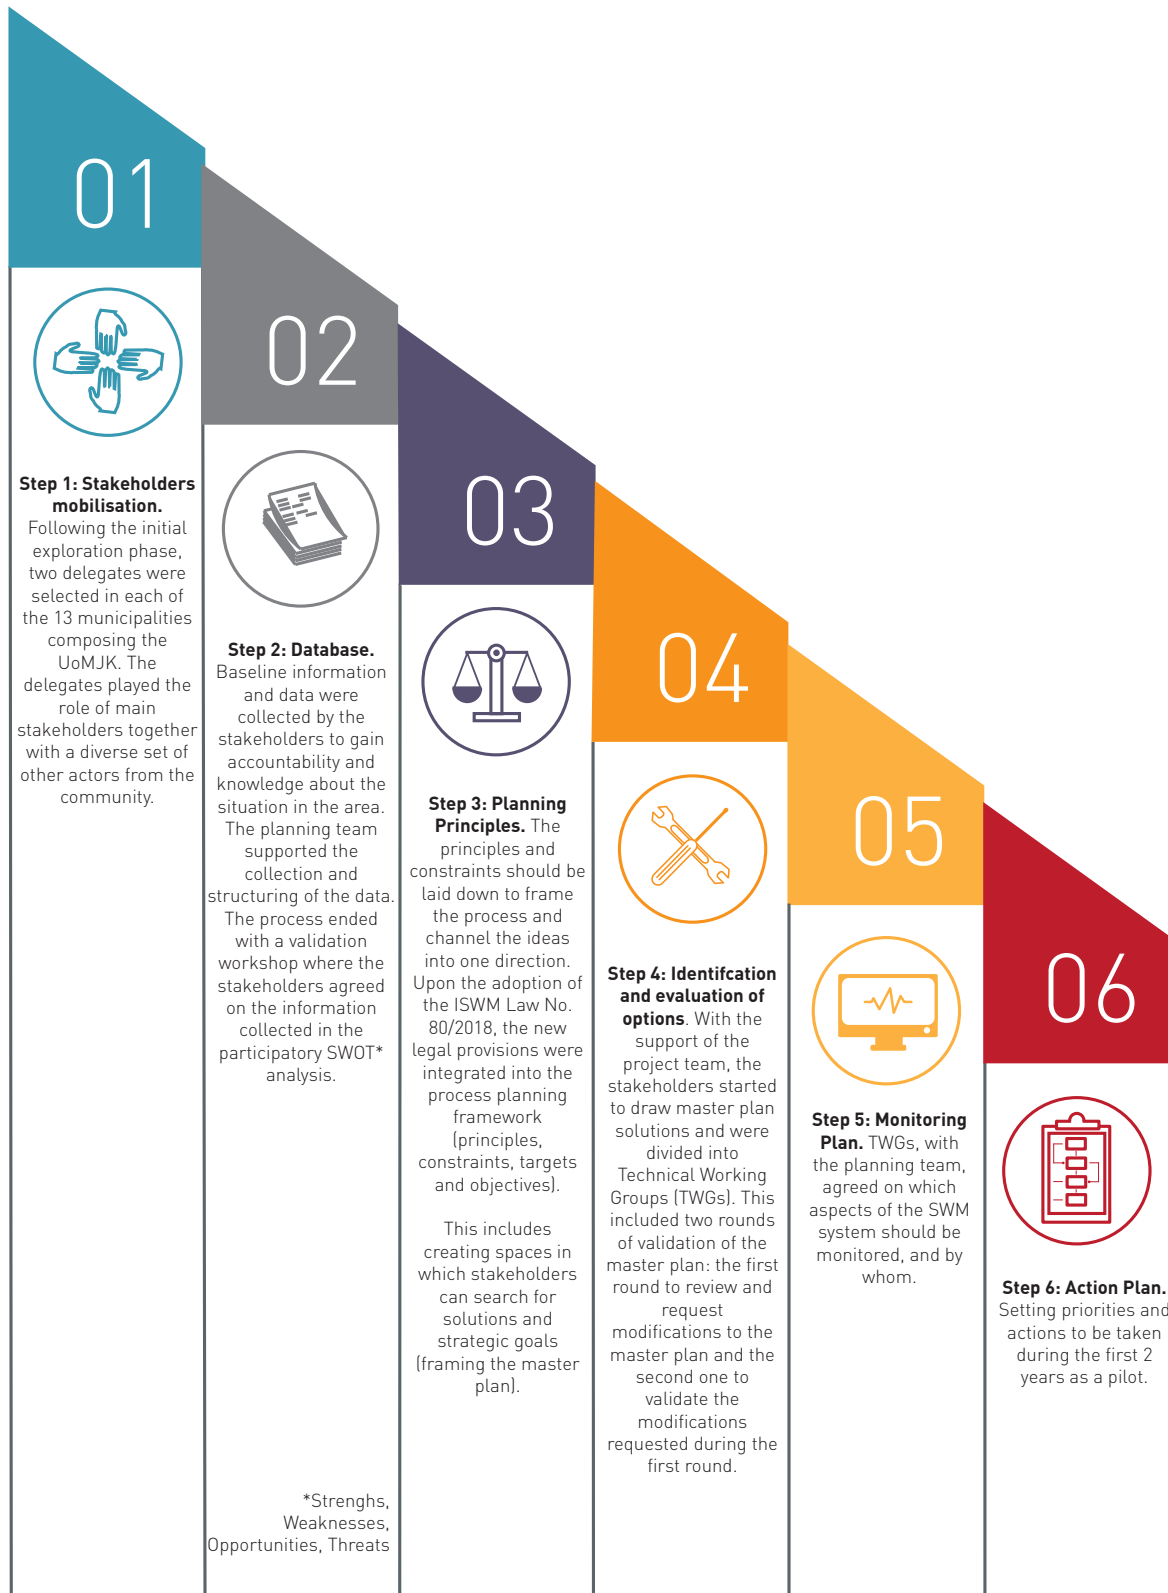 01
Step 1: Stakeholders
mobilisation.
Following the initial
exploration phase,
two delegates were
selected in each of
the 13 municipalities
composing the
UoMJK. The
delegates played the
role of main
stakeholders together
with a diverse set of
other actors from the
community.
02
Step 2: Database.
Baseline information
and data were
collected by the
stakeholders to gain
accountability and
knowledge about the
situation in the area.
The planning team
supported the
collection and
structuring of the data.
The process ended
with a validation
workshop where the
stakeholders agreed
on the information
collected in the
participatory SWOT*
analysis.
*Strenghs,
Weaknesses,
Opportunities, Threats
03
Step 3: Planning
Principles. The
principles and
constraints should be
laid down to frame
the process and
channel the ideas
into one direction.
Upon the adoption of
the ISWM Law No.
80/2018, the new
legal provisions were
integrated into the
process planning
framework
(principles,
constraints, targets
and objectives).
This includes
creating spaces in
which stakeholders
can search for
solutions and
strategic goals
(framing the master
plan).
04
Step 4: Identifcation
and evaluation of
options. With the
support of the
project team, the
stakeholders started
to draw master plan
solutions and were
divided into
Technical Working
Groups (TWGs). This
included two rounds
of validation of the
master plan: the first
round to review and
request
modifications to the
master plan and the
second one to
validate the
modifications
requested during the
first round.
05
Step 5: Monitoring
Plan. TWGs, with
the planning team,
agreed on which
aspects of the SWM
system should be
monitored, and by
whom.
06
Step 6: Action Plan.
Setting priorities and
actions to be taken
during the first 2
years as a pilot.